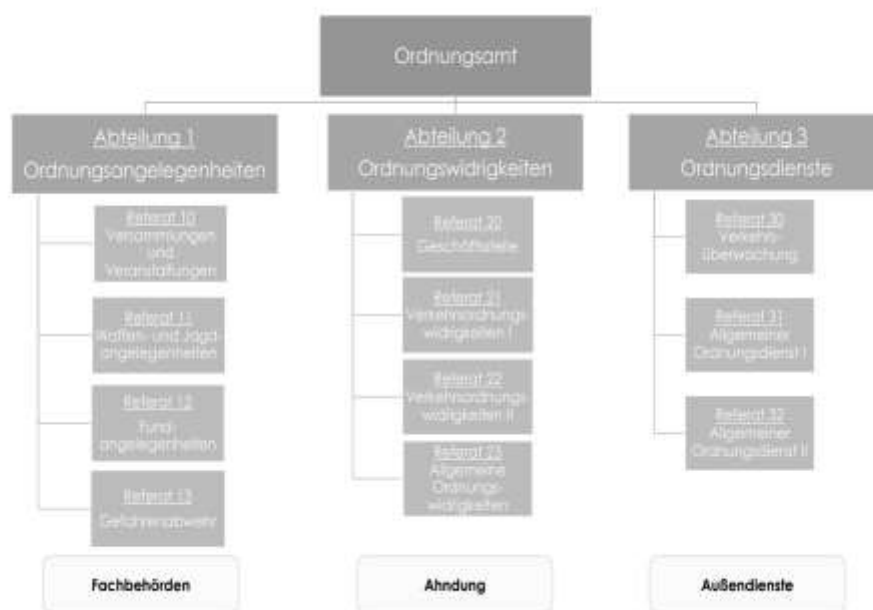 Ordnungsamt
Abteilung 1
Ordnungsangelegenheiten
Referat 10
Versammlungen
und
Veranstaltungen
Referat 11
Waffen- und Jagd-
angelegenheiten
Referat 12
Fund-
angelegenheiten
Referat 13
Gefahrenabwehr
Fachbehörden
Abteilung 2
Ordnungswidrigkeiten
Referat 20
Geschäftsstelle
Referat 21
Verkehrsordnungs-
widrigkeiten I
Referat 22
Verkehrsordnungs-
widrigkeiten II
Referat 23
Allgemeine
Ordnungs-
widrigkeiten
Ahndung
Abteilung 3
Ordnungsdienste
Referat 30
Verkehrs-
überwachung
Referat 31
Allgemeiner
Ordnungsdienst I
Referat 32
Allgemeiner
Ordnungsdienst II
Außendienste